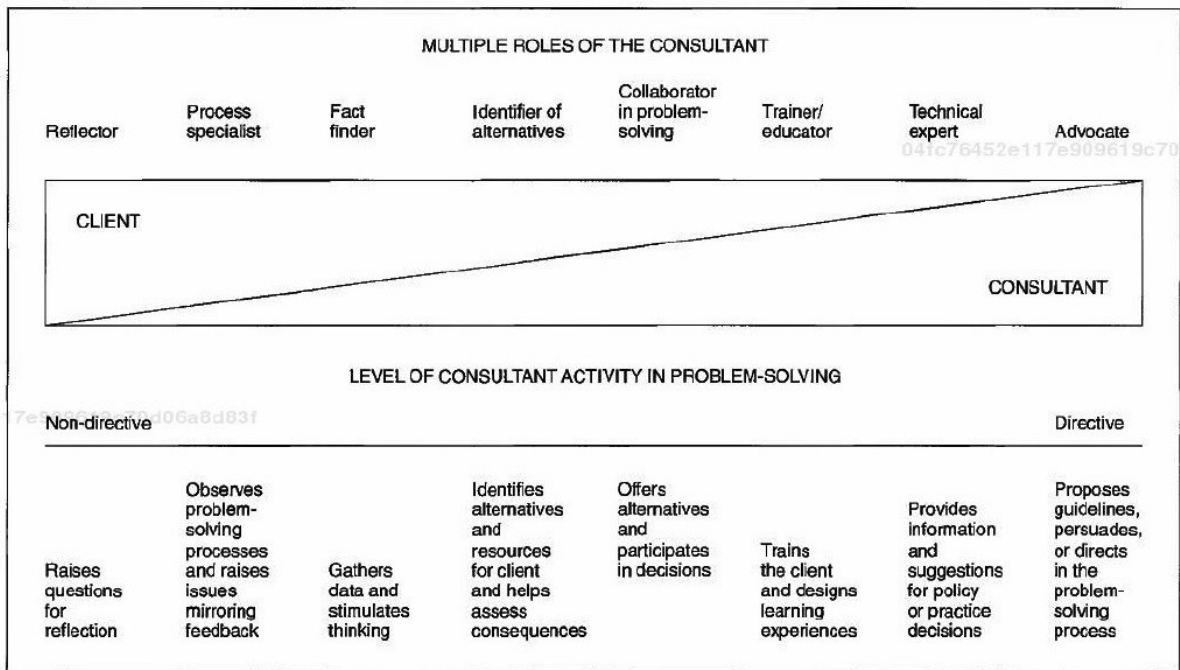 MULTIPLE ROLES OF THE CONSULTANT
Reflector
Process
specialist
Fact
finder
Identifier of
alternatives
Collaborator
in problem-
solving
Trainer/
educator
Technical
expert
Advocate
04fc76452e117e909619c70
CLIENT
CONSULTANT
LEVEL OF CONSULTANT ACTIVITY IN PROBLEM-SOLVING
Non-directive
Directive
Raises
questions
for
reflection
Observes
problem-
solving
processes
and raises
issues
mirroring
feedback
Gathers
data and
stimulates
thinking
Identifies
alternatives
and
resources
for client
and helps
assess
consequences
Offers
alternatives
and
participates
in decisions
Trains
the client
and designs
learning
experiences
Provides
information
and
suggestions
for policy
or practice
decisions
Proposes
guidelines,
persuades,
or directs
in the
problem-
solving
process